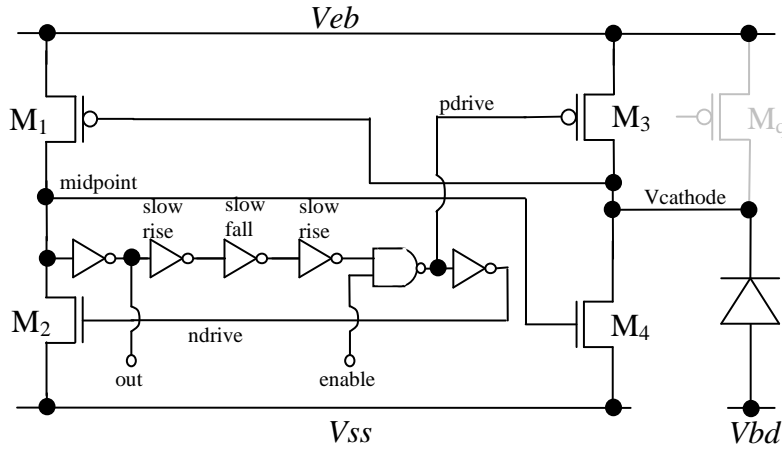 Veb
M1
pdrive
M3
M
midpoint
slow rise
slow fall
slow rise
Vcathode
M2
ndrive
M4
out
enable
Vss
Vbd